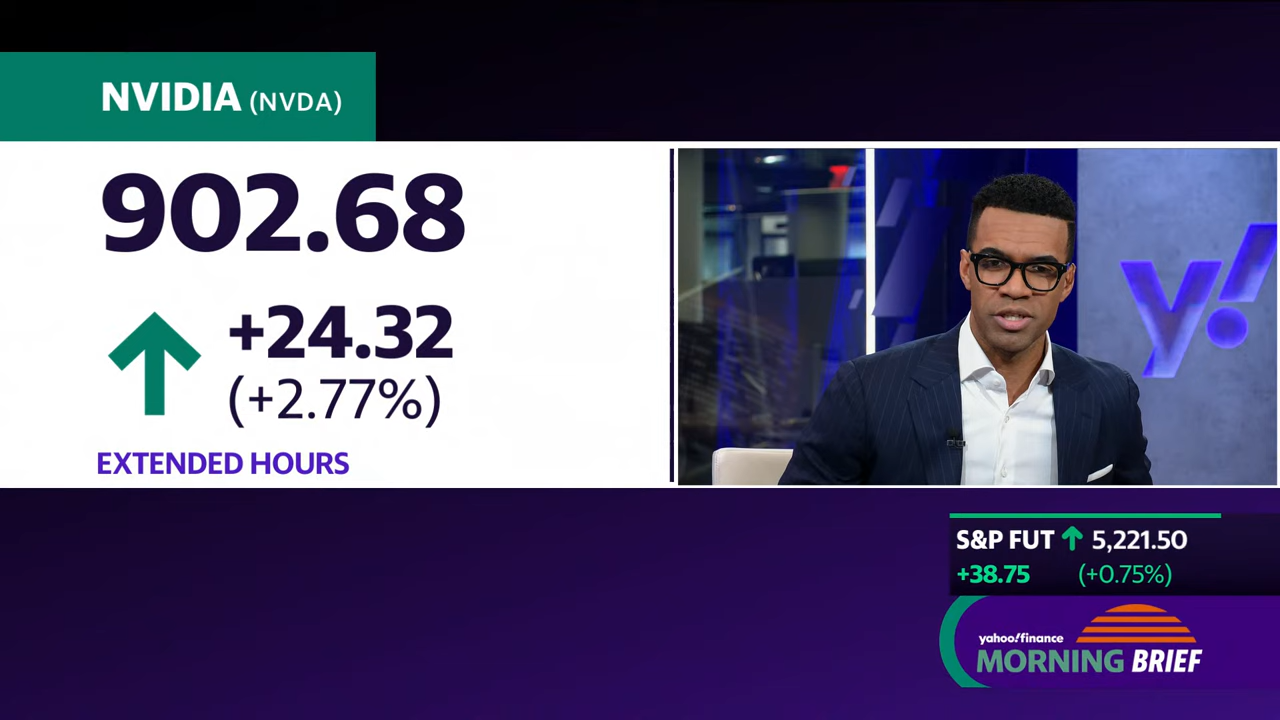 NVIDIA (NVDA)
902.68
+24.32
(+2.77%)
EXTENDED HOURS
y!
S&P FUT 5,221.50
+38.75 (+0.75%)
yahoo!finance
MORNING BRIEF